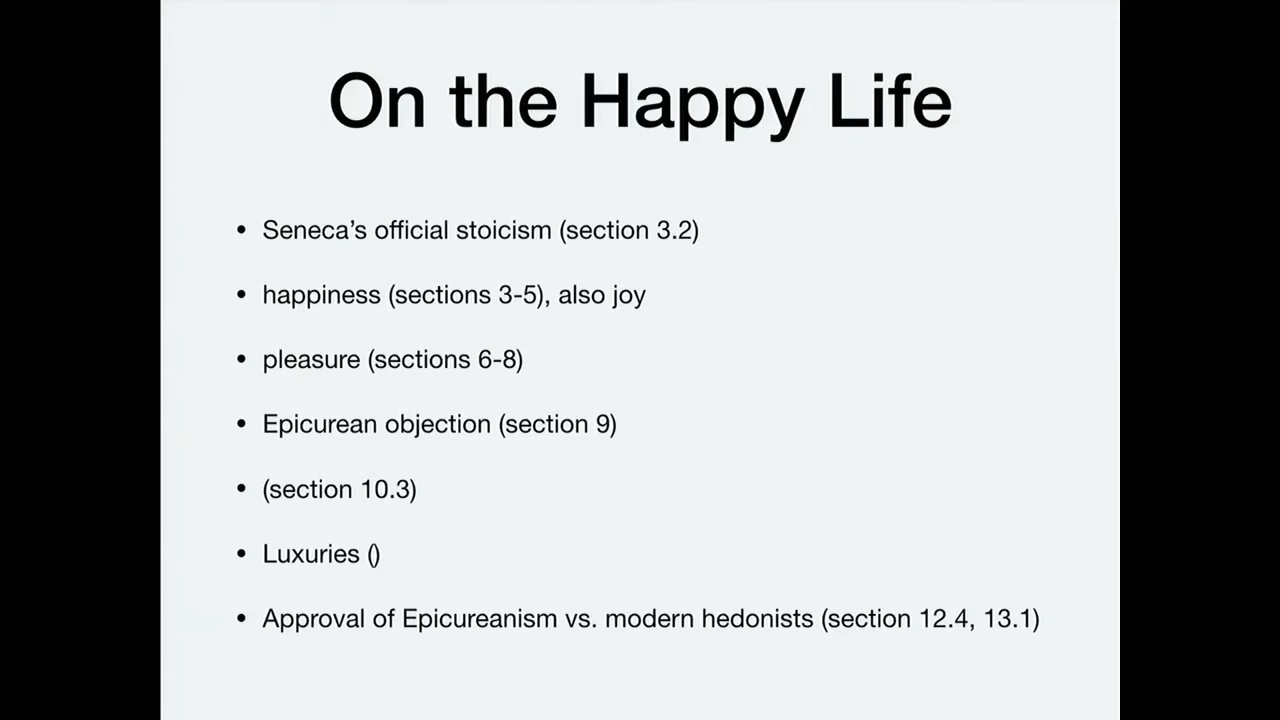 On the Happy Life
• Seneca’s official stoicism (section 3.2)
• happiness (sections 3-5), also joy
• pleasure (sections 6-8)
• Epicurean objection (section 9)
• (section 10.3)
• Luxuries ()
• Approval of Epicureanism vs. modern hedonists (section 12.4, 13.1)